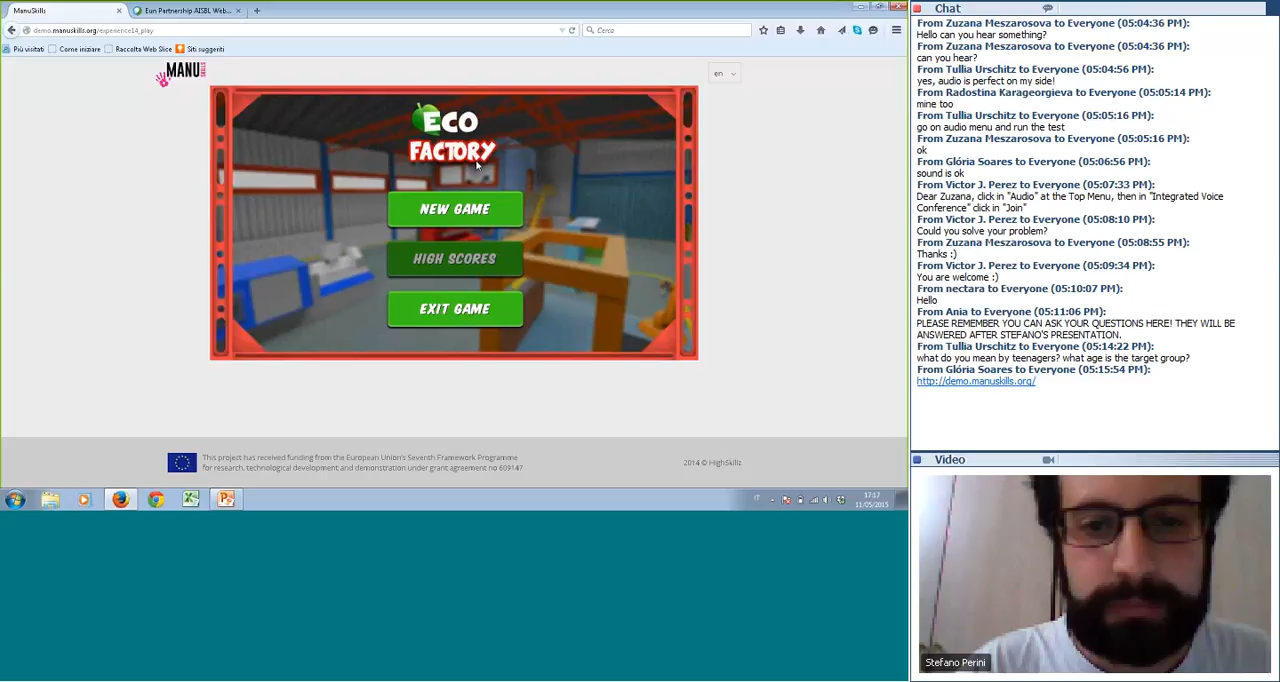 ManuSkills
Eun Partnership AISBL Web...
demo.manuskills.org/experience14_play
Cerca
Più visitati
Come iniziare
Raccolta Web Slice
Siti suggeriti
MANU
en
ECO
FACTORY
NEW GAME
HIGH SCORES
EXIT GAME
This project has received funding from the European Union's Seventh Framework Programme
for research, technological development and demonstration under grant agreement no 609147
2014 © HighSkillz
IT
17:17
11/05/2015
Chat
From Zuzana Meszarosova to Everyone (05:04:36 PM):
Hello can you hear something?
From Zuzana Meszarosova to Everyone (05:04:36 PM):
can you hear?
From Tullia Urschitz to Everyone (05:04:56 PM):
yes, audio is perfect on my side!
From Radostina Karageorgieva to Everyone (05:05:14 PM):
mine too
From Tullia Urschitz to Everyone (05:05:16 PM):
go on audio menu and run the test
From Zuzana Meszarosova to Everyone (05:05:16 PM):
ok
From Glória Soares to Everyone (05:06:56 PM):
sound is ok
From Victor J. Perez to Everyone (05:07:33 PM):
Dear Zuzana, click in "Audio" at the Top Menu, then in "Integrated Voice
Conference" click in "Join"
From Victor J. Perez to Everyone (05:08:10 PM):
Could you solve your problem?
From Zuzana Meszarosova to Everyone (05:08:55 PM):
Thanks :)
From Victor J. Perez to Everyone (05:09:34 PM):
You are welcome :)
From nectara to Everyone (05:10:07 PM):
Hello
From Ania to Everyone (05:11:06 PM):
PLEASE REMEMBER YOU CAN ASK YOUR QUESTIONS HERE! THEY WILL BE
ANSWERED AFTER STEFANO'S PRESENTATION.
From Tullia Urschitz to Everyone (05:14:22 PM):
what do you mean by teenagers? what age is the target group?
From Glória Soares to Everyone (05:15:54 PM):
http://demo.manuskills.org/
Video
Stefano Perini